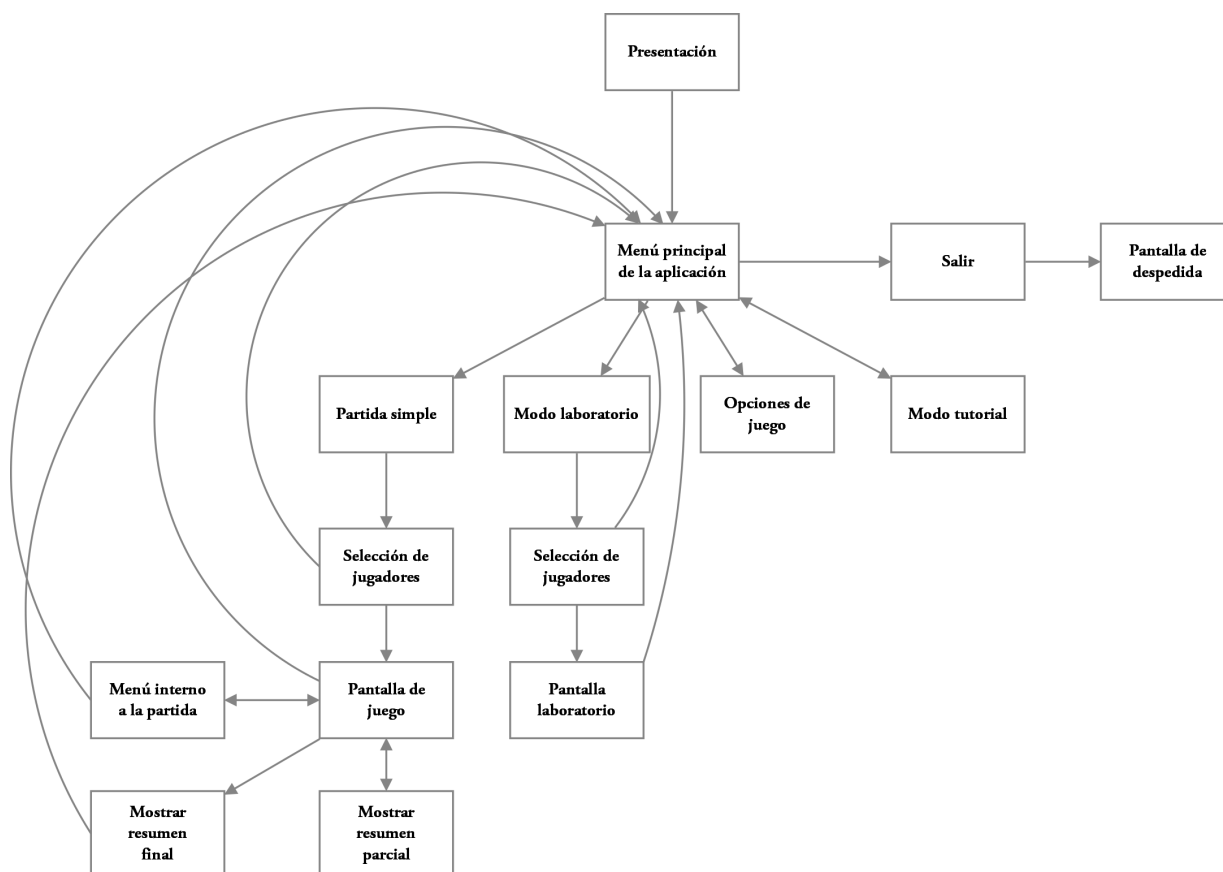 Presentación
Menú principal
de la aplicación
Salir
Pantalla de
despedida
Partida simple
Modo laboratorio
Opciones de
juego
Modo tutorial
Selección de
jugadores
Selección de
jugadores
Menú interno
a la partida
Pantalla de
juego
Pantalla
laboratorio
Mostrar
resumen
final
Mostrar
resumen
parcial